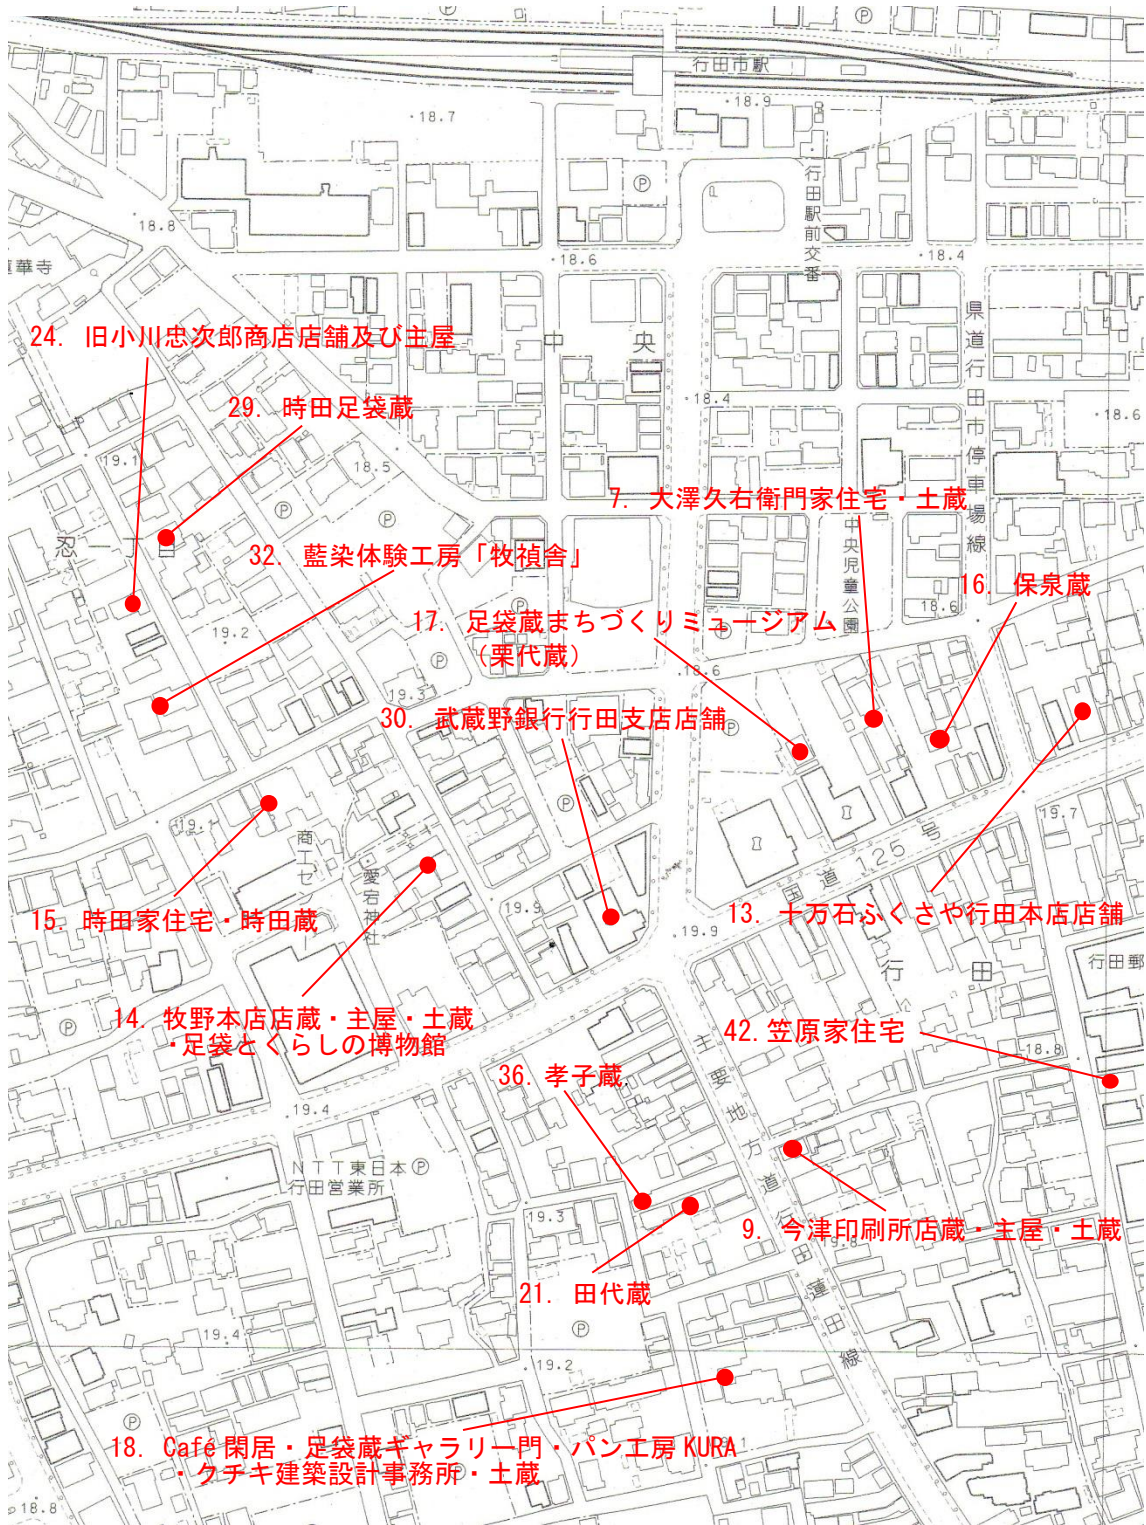 Ⓟ
Ⓟ
行田市駅
・18.9
・18.7
行田駅前交番
Ⓟ
・18.8
・18.6
・18.4
華寺
県道行田市停車場線
24. 旧小川忠次郎商店店舗及び主屋
中央
29. 時田足袋蔵
・18.4
・18.6
19.1
18.5
7. 大澤久右衛門家住宅・土蔵
Ⓟ
Ⓟ
中央児童公園
忍一丁目
32. 藍染体験工房「牧禎舎」
16. 保泉蔵
Ⓟ
18.6
17. 足袋蔵まちづくりミュージアム
(栗代蔵)
Ⓟ
19.2
Ⓟ
・18.6
19.3
30. 武蔵野銀行行田支店店舗
Ⓟ
Ⓟ
19.1
19.7
商工センター
愛宕神社
国道125号
15. 時田家住宅・時田蔵
19.9
13. 十万石ふくさや行田本店店舗
・19.9
行田
行田郵
14. 牧野本店店蔵・主屋・土蔵
・足袋とくらしの博物館
Ⓟ
42. 笠原家住宅
・18.8
主要地方道行田蓮田線
36. 孝子蔵
・19.4
NTT東日本Ⓟ
行田営業所
19.3
9. 今津印刷所店蔵・主屋・土蔵
19.8
21. 田代蔵
19.4
Ⓟ
・19.2
Ⓟ
18. Café 閑居・足袋蔵ギャラリー門・パン工房 KURA
・クチキ建築設計事務所・土蔵
Ⓟ
・18.8